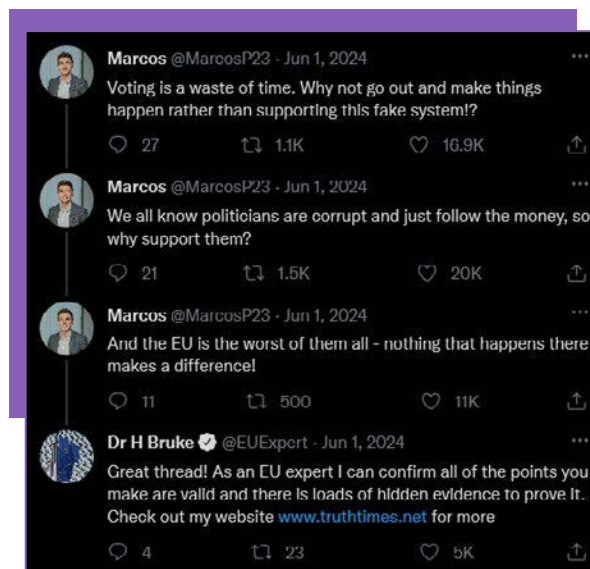 Marcos @MarcosP23 · Jun 1, 2024
Voting is a waste of time. Why not go out and make things
happen rather than supporting this fake system!?
27 1.1K 16.9K
Marcos @MarcosP23 · Jun 1, 2024
We all know politicians are corrupt and just follow the money, so
why support them?
21 1.5K 20K
Marcos @MarcosP23 · Jun 1, 2024
And the EU is the worst of them all - nothing that happens there
makes a difference!
11 500 11K
Dr H Bruke @EUExpert · Jun 1, 2024
Great thread! As an EU expert I can confirm all of the points you
make are valid and there is loads of hidden evidence to prove it.
Check out my website www.truthtimes.net for more
4 23 5K